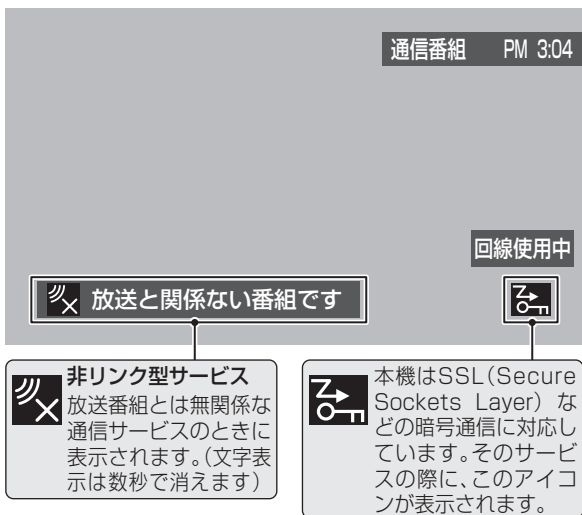 通信番組 PM 3:04
回線使用中
放送と関係ない番組です
非リンク型サービス
放送番組とは無関係な
通信サービスのときに
表示されます。(文字表
示は数秒で消えます)
本機はSSL(Secure
Sockets Layer) な
どの暗号通信に対応し
ています。そのサービ
スの際に、このアイコ
ンが表示されます。